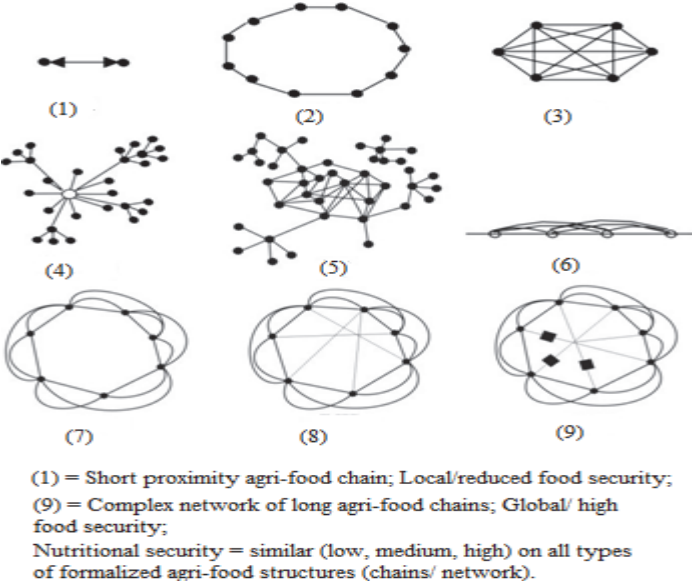 (1)
(2)
(3)
(4)
(5)
(6)
(7)
(8)
(9)
(1) = Short proximity agri-food chain; Local/reduced food security;
(9) = Complex network of long agri-food chains; Global/ high
food security;
Nutritional security = similar (low, medium, high) on all types
of formalized agri-food structures (chains/ network).